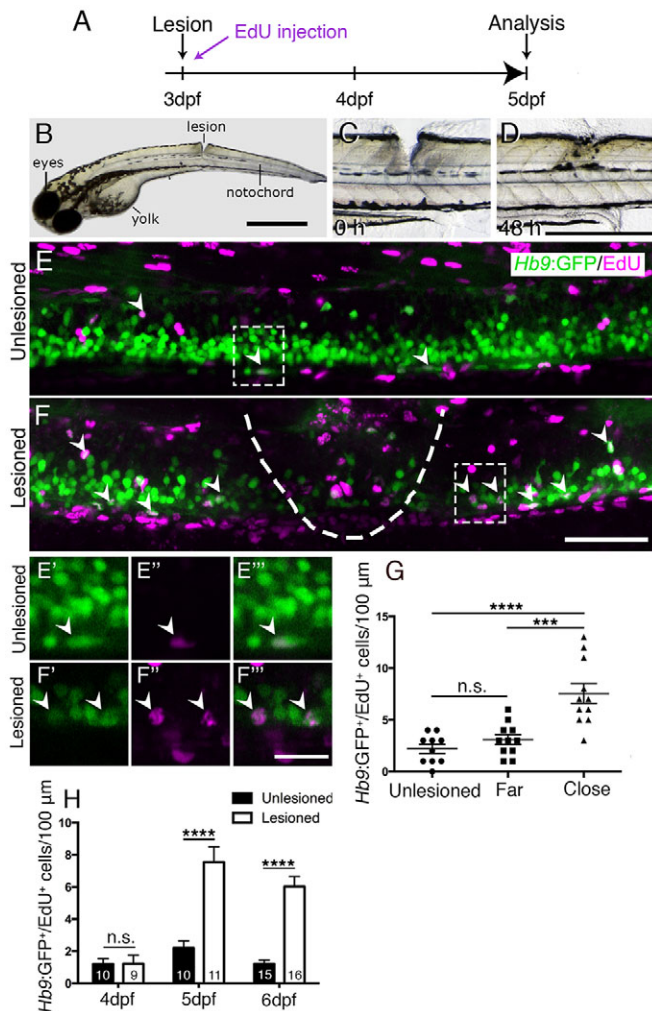 A
Lesion
EdU injection
Analysis
3dpf
4dpf
5dpf
B
lesion
eyes
notochord
yolk
C
0 h
D
48 h
E
Hb9:GFP/EdU
Unlesioned
F
Lesioned
E'
E''
E'''
Unlesioned
F'
F''
F'''
Lesioned
G
****
***
n.s.
Hb9:GFP⁺/EdU⁺ cells/100 µm
15
10
5
0
Unlesioned
Far
Close
H
Unlesioned
Lesioned
Hb9:GFP⁺/EdU⁺ cells/100 µm
10
8
6
4
2
0
n.s.
****
****
10
9
10
11
15
16
4dpf
5dpf
6dpf